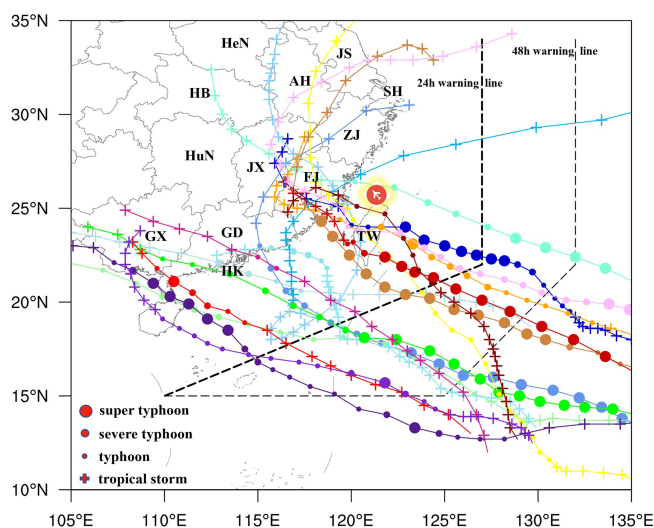 35°N
30°N
25°N
20°N
15°N
10°N
HeN
JS
48h warning line
24h warning line
AH
SH
HB
ZJ
HuN
JX
FJ
GX
GD
TW
HK
super typhoon
severe typhoon
typhoon
tropical storm
105°E
110°E
115°E
120°E
125°E
130°E
135°E